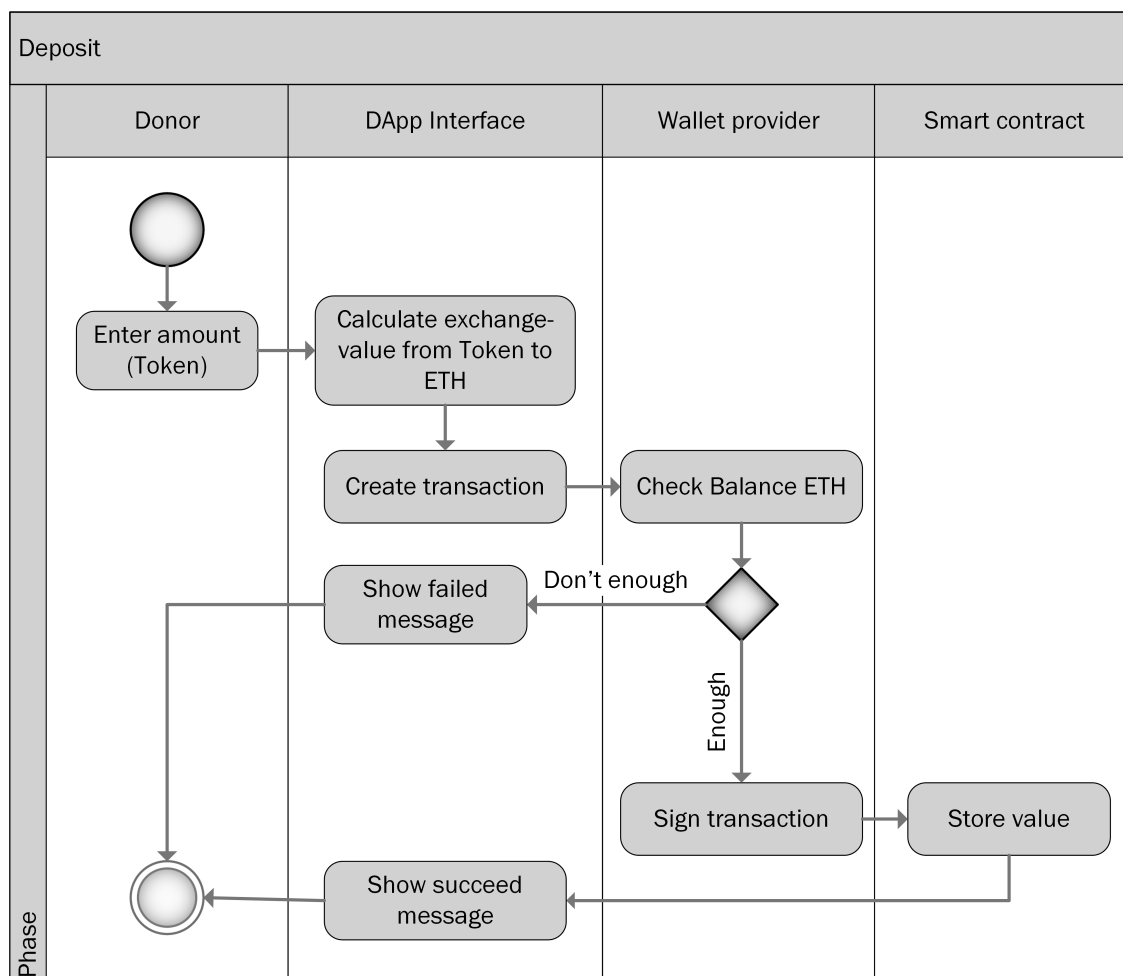 Deposit
Donor
DApp Interface
Wallet provider
Smart contract
Enter amount
(Token)
Calculate exchange-
value from Token to
ETH
Create transaction
Check Balance ETH
Don't enough
Show failed
message
Enough
Sign transaction
Store value
Show succeed
message
Phase